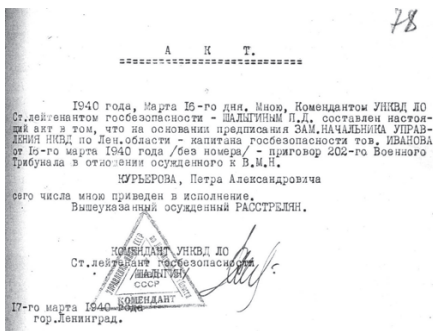 78
А К Т.
1940 года, Марта 16-го дня. Мною, Комендантом УНКВД ЛО
Ст.лейтенантом госбезопасности - ШАЛЫГИНЫМ П.Д. составлен настоя-
щий акт в том, что на основании предписания ЗАМ.НАЧАЛЬНИКА УПРАВ-
ЛЕНИЯ НКВД по Лен.области - капитана госбезопасности тов. ИВАНОВА
от 16-го марта 1940 года /без номера/ - приговор 202-го Военного
Трибунала в отношении осужденного к В.М.Н.
КУРЬЕРОВА, Петра Александровича
сего числа мною приведен в исполнение.
Вышеуказанный осужденный РАССТРЕЛЯН.
КОМЕНДАНТ УНКВД ЛО
Ст.лейтенант госбезопасности
/ШАЛЫГИН/
СССР
КОМЕНДАНТ
17-го марта 1940 года
гор.Ленинград.